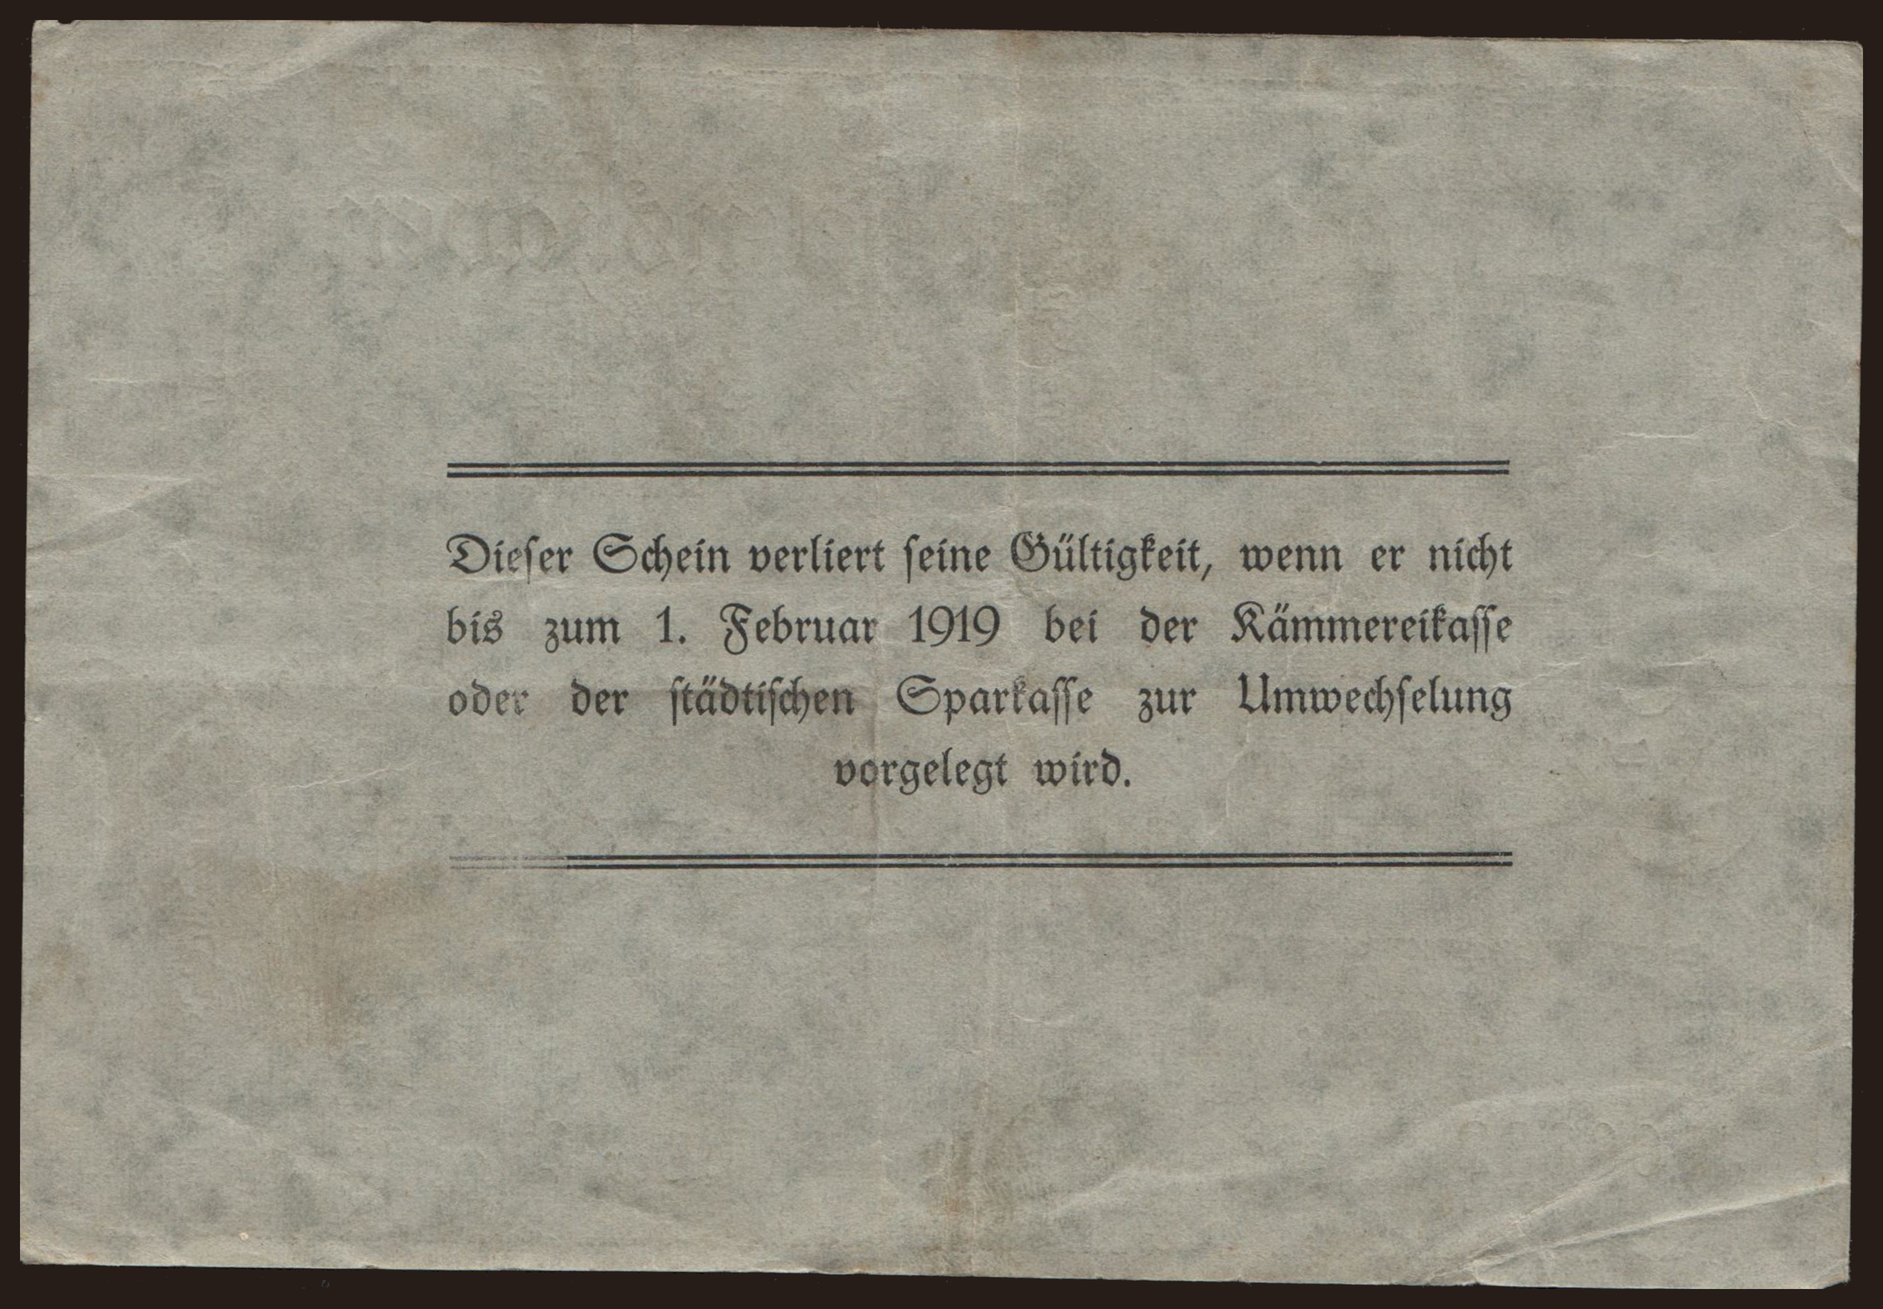 Dieser Schein verliert seine Gültigkeit, wenn er nicht
bis zum 1. Februar 1919 bei der Kämmereikasse
oder der städtischen Sparkasse zur Umwechselung
vorgelegt wird.